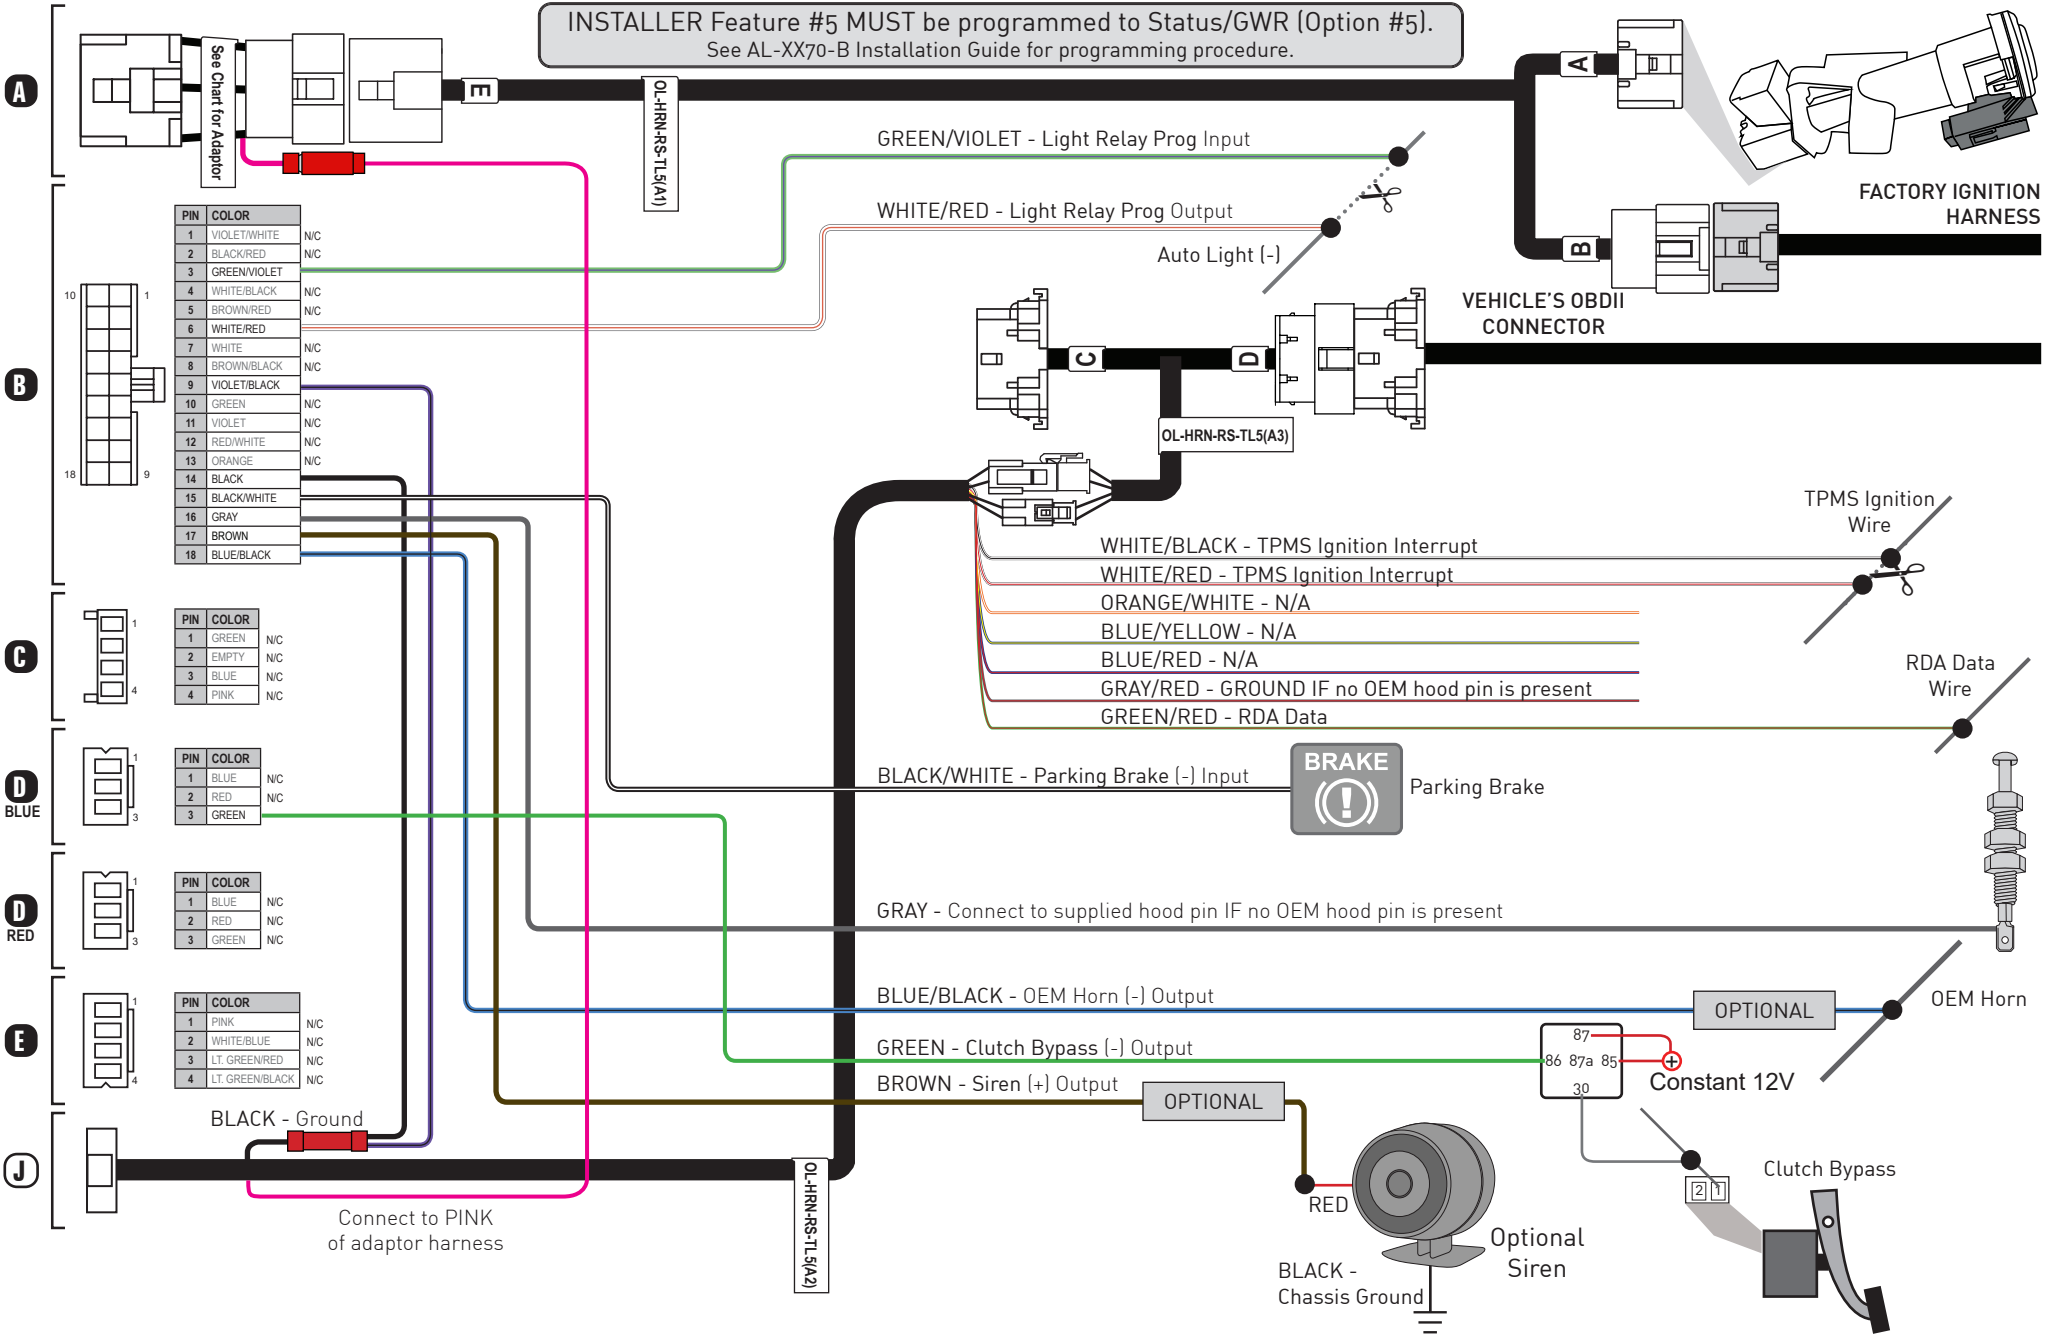 INSTALLER Feature #5 MUST be programmed to Status/GWR (Option #5).
See AL-XX70-B Installation Guide for programming procedure.
A
See Chart for Adaptor
E
OL-HRN-RS-TL5(A1)
A
B
FACTORY IGNITION
HARNESS
GREEN/VIOLET - Light Relay Prog Input
WHITE/RED - Light Relay Prog Output
Auto Light (-)
VEHICLE'S OBDII
CONNECTOR
C
D
OL-HRN-RS-TL5(A3)
B
10
1
18
9
PIN COLOR
1 VIOLET/WHITE N/C
2 BLACK/RED N/C
3 GREEN/VIOLET
4 WHITE/BLACK N/C
5 BROWN/RED N/C
6 WHITE/RED
7 WHITE N/C
8 BROWN/BLACK N/C
9 VIOLET/BLACK
10 GREEN N/C
11 VIOLET N/C
12 RED/WHITE N/C
13 ORANGE N/C
14 BLACK
15 BLACK/WHITE
16 GRAY
17 BROWN
18 BLUE/BLACK
TPMS Ignition
Wire
WHITE/BLACK - TPMS Ignition Interrupt
WHITE/RED - TPMS Ignition Interrupt
ORANGE/WHITE - N/A
BLUE/YELLOW - N/A
BLUE/RED - N/A
GRAY/RED - GROUND IF no OEM hood pin is present
GREEN/RED - RDA Data
RDA Data
Wire
C
1
4
PIN COLOR
1 GREEN N/C
2 EMPTY N/C
3 BLUE N/C
4 PINK N/C
D
BLUE
1
3
PIN COLOR
1 BLUE N/C
2 RED N/C
3 GREEN
BLACK/WHITE - Parking Brake (-) Input
BRAKE
Parking Brake
D
RED
1
3
PIN COLOR
1 BLUE N/C
2 RED N/C
3 GREEN N/C
GRAY - Connect to supplied hood pin IF no OEM hood pin is present
E
1
4
PIN COLOR
1 PINK N/C
2 WHITE/BLUE N/C
3 LT. GREEN/RED N/C
4 LT. GREEN/BLACK N/C
BLUE/BLACK - OEM Horn (-) Output
OPTIONAL
OEM Horn
GREEN - Clutch Bypass (-) Output
87
86 87a 85
30
+
Constant 12V
BROWN - Siren (+) Output
OPTIONAL
J
BLACK - Ground
Connect to PINK
of adaptor harness
OL-HRN-RS-TL5(A2)
RED
Optional
Siren
BLACK -
Chassis Ground
2 1
Clutch Bypass